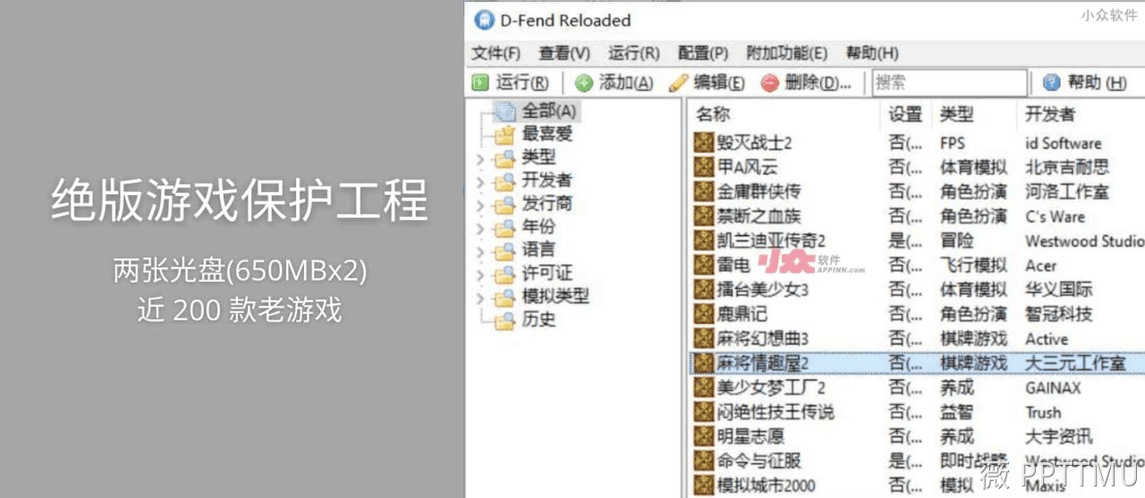 绝版游戏保护工程
两张光盘(650MBx2)
近 200 款老游戏
D-Fend Reloaded
小众软件
文件(F) 查看(V) 运行(R) 配置(P) 附加功能(E) 帮助(H)
运行(R) 添加(A) 编辑(E) 删除(D)... 搜索 帮助 (H)
全部(A)
最喜爱
类型
开发者
发行商
年份
语言
许可证
模拟类型
历史
名称 设置 类型 开发者
毁灭战士2 否(... FPS id Software
甲A风云 否(... 体育模拟 北京吉耐思
金庸群侠传 否(... 角色扮演 河洛工作室
禁断之血族 否(... 角色扮演 C's Ware
凯兰迪亚传奇2 是(... 冒险 Westwood Studio
雷电 否(... 飞行模拟 Acer
小众软件
APPINN.com
擂台美少女3 否(... 体育模拟 华义国际
鹿鼎记 否(... 角色扮演 智冠科技
麻将幻想曲3 否(... 棋牌游戏 Active
麻将情趣屋2 否(... 棋牌游戏 大三元工作室
美少女梦工厂2 否(... 养成 GAINAX
闷绝性技王传说 否(... 益智 Trush
明星志愿 否(... 养成 大宇资讯
命令与征服 是(... 即时战略 Westwood Studio
模拟城市2000 否(... 模拟 Maxis
薇 PPTTMU